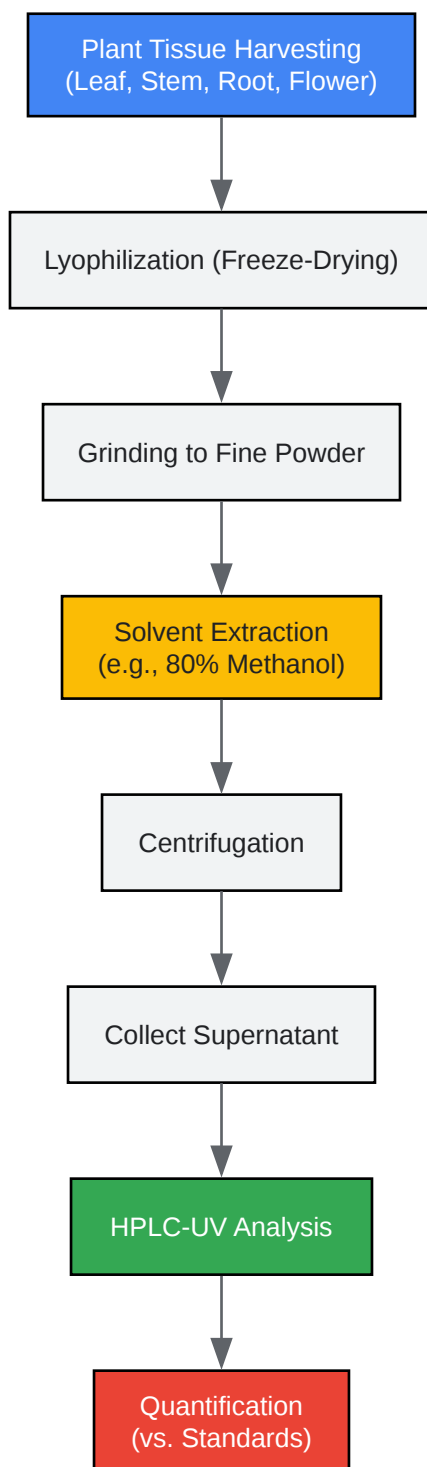 Plant Tissue Harvesting
(Leaf, Stem, Root, Flower)
Lyophilization (Freeze-Drying)
Grinding to Fine Powder
Solvent Extraction
(e.g., 80% Methanol)
Centrifugation
Collect Supernatant
HPLC-UV Analysis
Quantification
(vs. Standards)